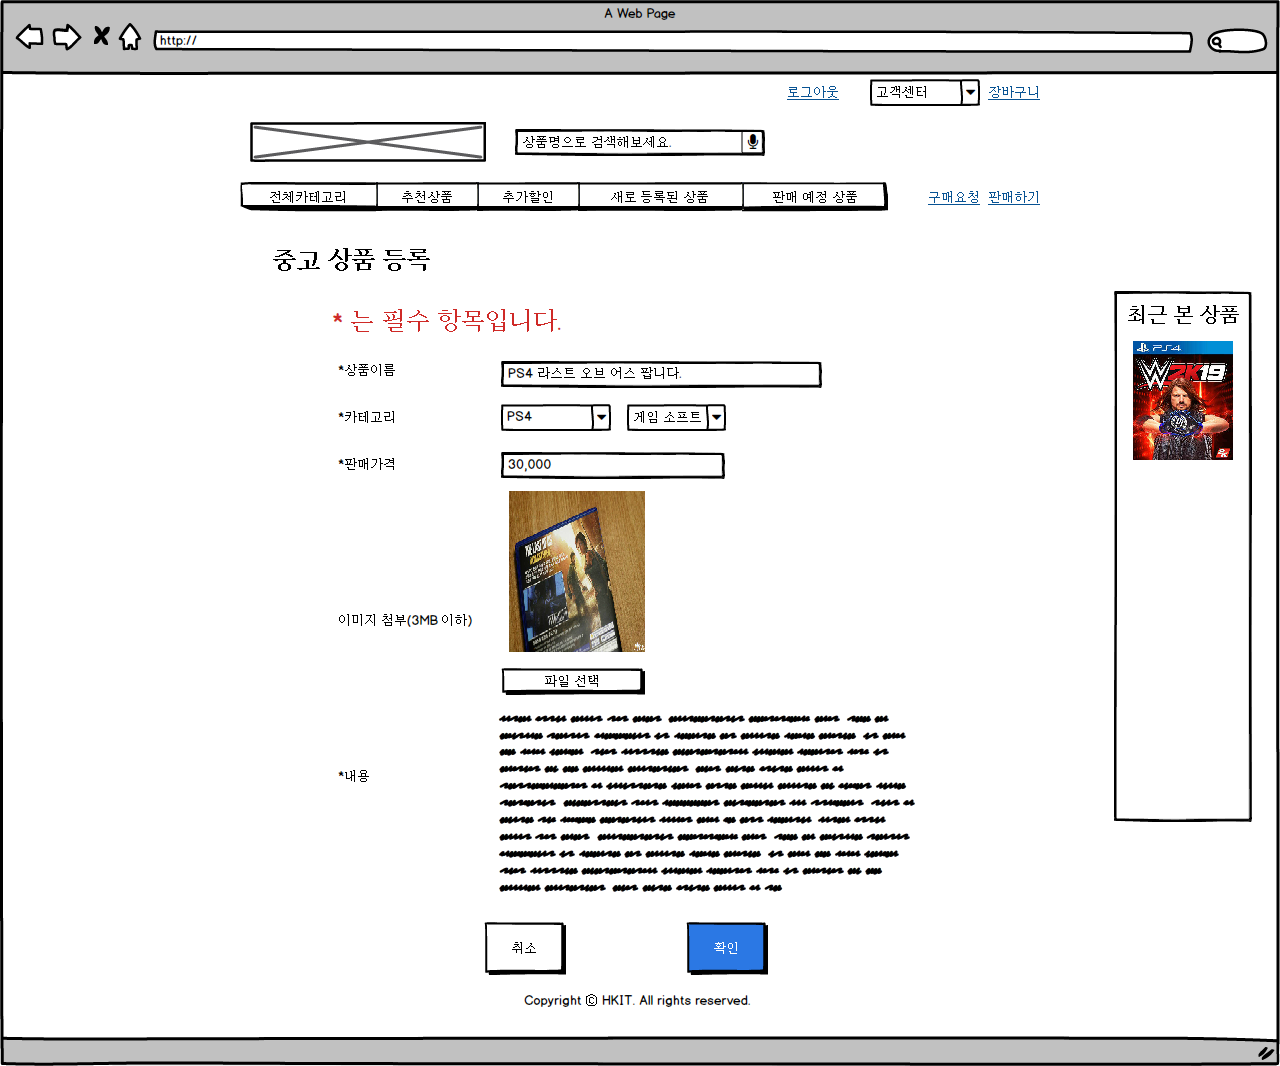 A Web Page
http://
로그아웃 고객센터 장바구니
상품명으로 검색해보세요.
전체카테고리 추천상품 추가할인 새로 등록된 상품 판매 예정 상품 구매요청 판매하기
중고 상품 등록
최근 본 상품
* 는 필수 항목입니다.
PS4
W 2K19
*상품이름 PS4 라스트 오브 어스 팝니다.
*카테고리 PS4 게임 소프트
*판매가격 30,000
THE LAST OF US
이미지 첨부(3MB 이하)
파일 선택
*내용
취소 확인
Copyright © HKIT. All rights reserved.